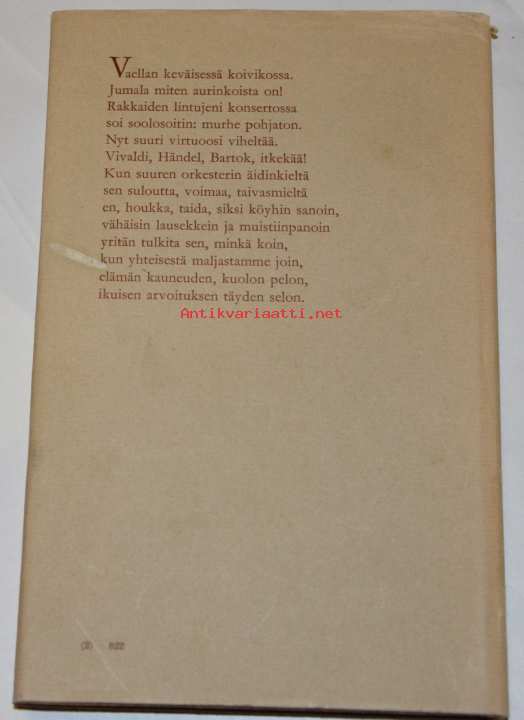 Vaellan keväisessä koivikossa.
Jumala miten aurinkoista on!
Rakkaiden lintujeni konsertossa
soi soolosoitin: murhe pohjaton.
Nyt suuri virtuoosi viheltää.
Vivaldi, Händel, Bartok, itkekää!
Kun suuren orkesterin äidinkieltä
sen suloutta, voimaa, taivasmieltä
en, houkka, taida, siksi köyhin sanoin,
vähäisin lausekkein ja muistiinpanoin
yritän tulkita sen, minkä koin,
kun yhteisestä maljastamme join,
elämän kauneuden, kuolon pelon,
ikuisen arvoituksen täyden selon.
Antikvariaatti.net
(2) 822